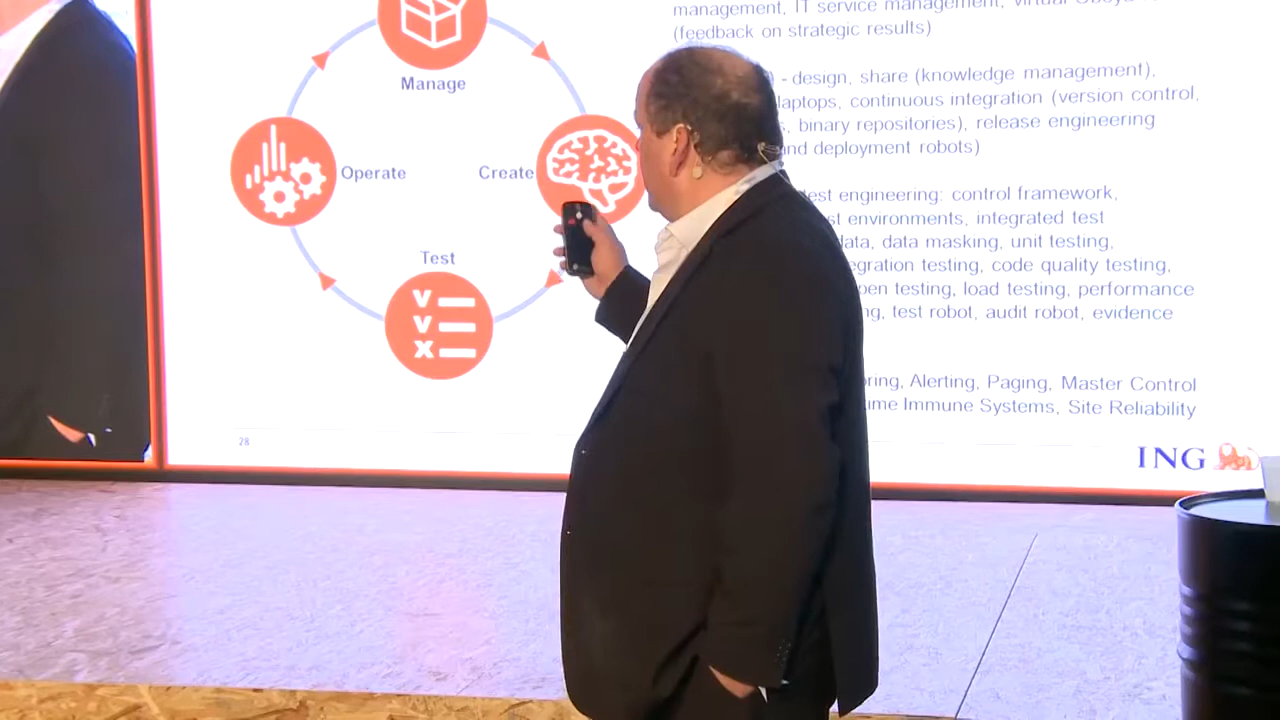 Manage
Operate
Create
Test
V
V
X
management, IT service management, virtual
(feedback on strategic results)
- design, share (knowledge management),
laptops, continuous integration (version control,
binary repositories), release engineering
and deployment robots)
test engineering: control framework,
environments, integrated test
data, data masking, unit testing,
testing, code quality testing,
pen testing, load testing, performance
test robot, audit robot, evidence
Alerting, Paging, Master Control
Immune Systems, Site Reliability
28
ING